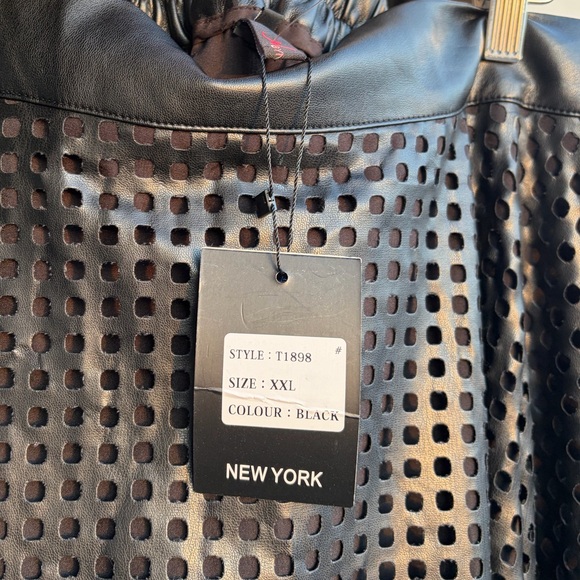 STYLE : T1898 #
SIZE : XXL
COLOUR : BLACK
NEW YORK